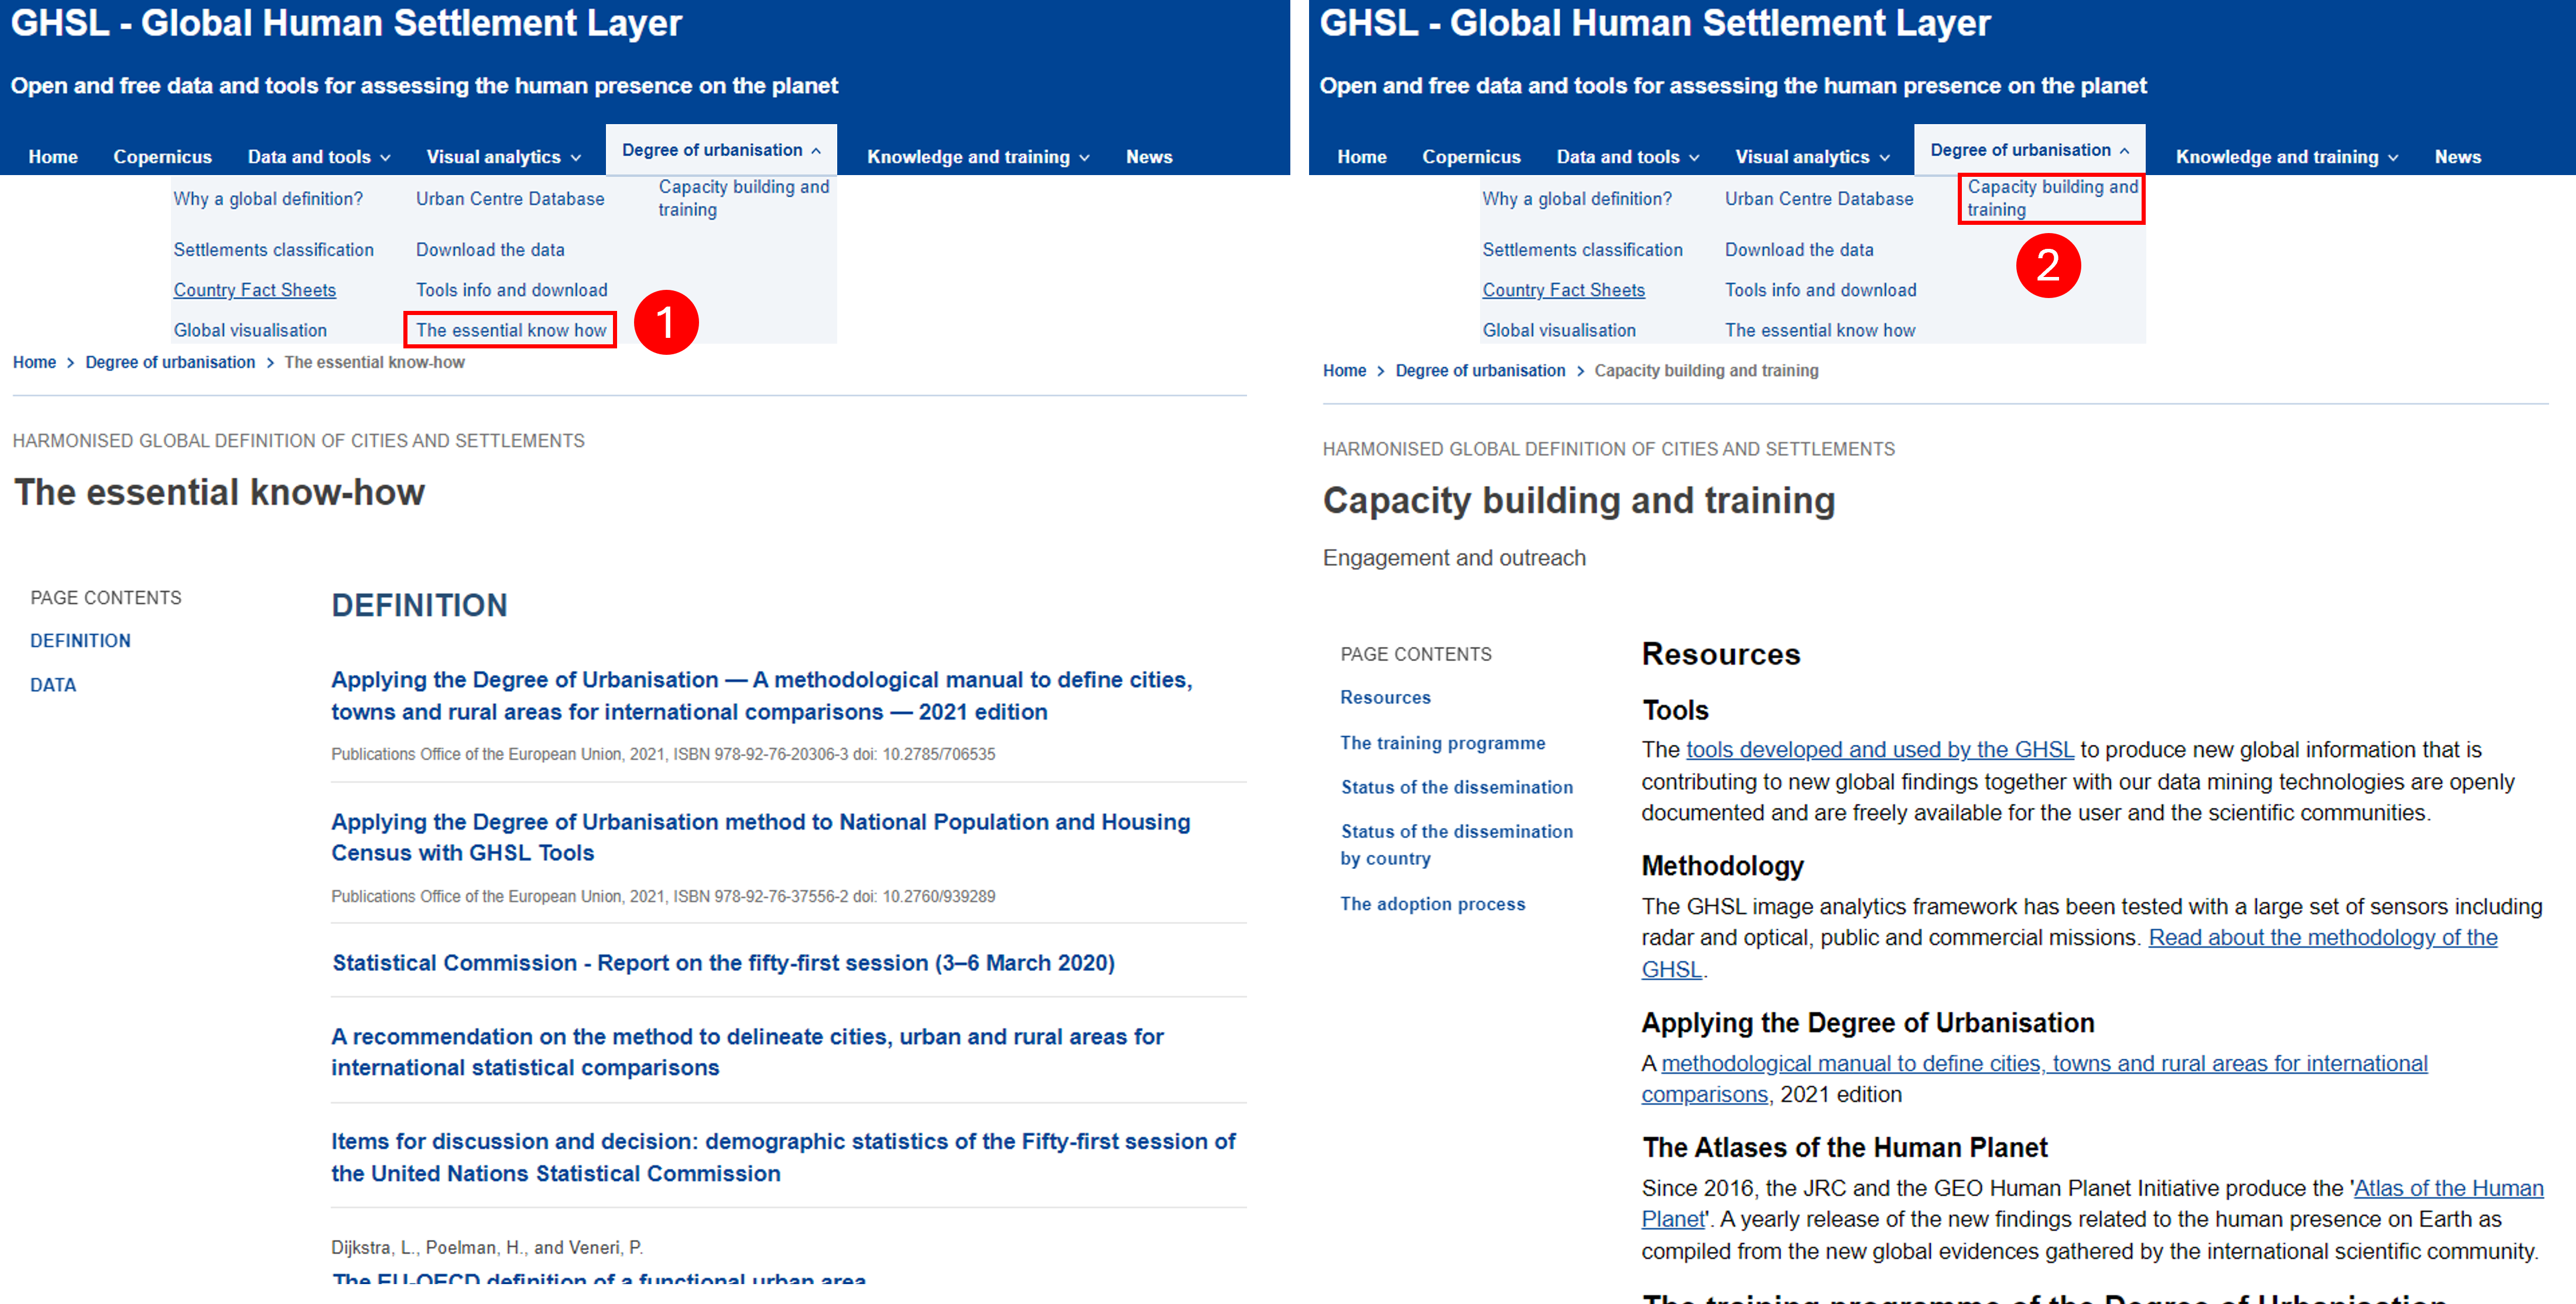 GHSL - Global Human Settlement Layer
Open and free data and tools for assessing the human presence on the planet
Home Copernicus Data and tools Visual analytics Degree of urbanisation Knowledge and training News
Why a global definition? Urban Centre Database Capacity building and
training
Settlements classification Download the data
Country Fact Sheets Tools info and download
Global visualisation The essential know how 1
Home > Degree of urbanisation > The essential know-how
HARMONISED GLOBAL DEFINITION OF CITIES AND SETTLEMENTS
The essential know-how
PAGE CONTENTS
DEFINITION
DATA
DEFINITION
Applying the Degree of Urbanisation — A methodological manual to define cities,
towns and rural areas for international comparisons — 2021 edition
Publications Office of the European Union, 2021, ISBN 978-92-76-20306-3 doi: 10.2785/706535
Applying the Degree of Urbanisation method to National Population and Housing
Census with GHSL Tools
Publications Office of the European Union, 2021, ISBN 978-92-76-37556-2 doi: 10.2760/939289
Statistical Commission - Report on the fifty-first session (3–6 March 2020)
A recommendation on the method to delineate cities, urban and rural areas for
international statistical comparisons
Items for discussion and decision: demographic statistics of the Fifty-first session of
the United Nations Statistical Commission
Dijkstra, L., Poelman, H., and Veneri, P.
The EU-OECD definition of a functional urban area
GHSL - Global Human Settlement Layer
Open and free data and tools for assessing the human presence on the planet
Home Copernicus Data and tools Visual analytics Degree of urbanisation Knowledge and training News
Why a global definition? Urban Centre Database Capacity building and
training
2
Settlements classification Download the data
Country Fact Sheets Tools info and download
Global visualisation The essential know how
Home > Degree of urbanisation > Capacity building and training
HARMONISED GLOBAL DEFINITION OF CITIES AND SETTLEMENTS
Capacity building and training
Engagement and outreach
PAGE CONTENTS
Resources
The training programme
Status of the dissemination
Status of the dissemination
by country
The adoption process
Resources
Tools
The tools developed and used by the GHSL to produce new global information that is
contributing to new global findings together with our data mining technologies are openly
documented and are freely available for the user and the scientific communities.
Methodology
The GHSL image analytics framework has been tested with a large set of sensors including
radar and optical, public and commercial missions. Read about the methodology of the
GHSL.
Applying the Degree of Urbanisation
A methodological manual to define cities, towns and rural areas for international
comparisons, 2021 edition
The Atlases of the Human Planet
Since 2016, the JRC and the GEO Human Planet Initiative produce the 'Atlas of the Human
Planet'. A yearly release of the new findings related to the human presence on Earth as
compiled from the new global evidences gathered by the international scientific community.
The training programme of the Degree of Urbanisation